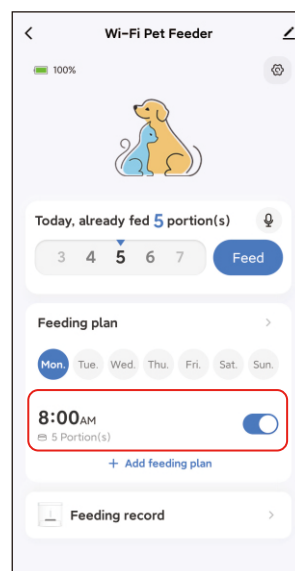 Wi-Fi Pet Feeder
100%
Today, already fed 5 portion(s)
3 4 5 6 7 Feed
Feeding plan
Mon. Tue. Wed. Thu. Fri. Sat. Sun.
8:00AM
5 Portion(s)
+ Add feeding plan
Feeding record